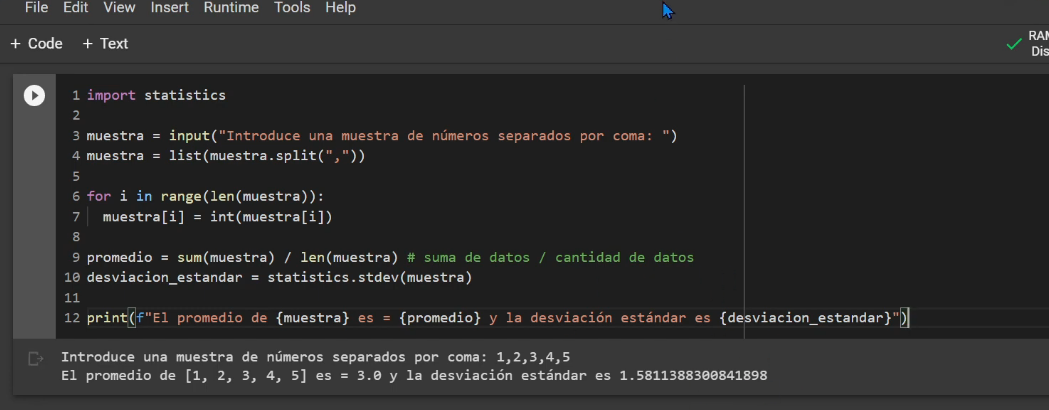 File Edit View Insert Runtime Tools Help
+ Code + Text
RAM
Dis
1 import statistics
2
3 muestra = input("Introduce una muestra de números separados por coma: ")
4 muestra = list(muestra.split(","))
5
6 for i in range(len(muestra)):
7 muestra[i] = int(muestra[i])
8
9 promedio = sum(muestra) / len(muestra) # suma de datos / cantidad de datos
10 desviacion_estandar = statistics.stdev(muestra)
11
12 print(f"El promedio de {muestra} es = {promedio} y la desviación estándar es {desviacion_estandar}")
Introduce una muestra de números separados por coma: 1,2,3,4,5
El promedio de [1, 2, 3, 4, 5] es = 3.0 y la desviación estándar es 1.5811388300841898